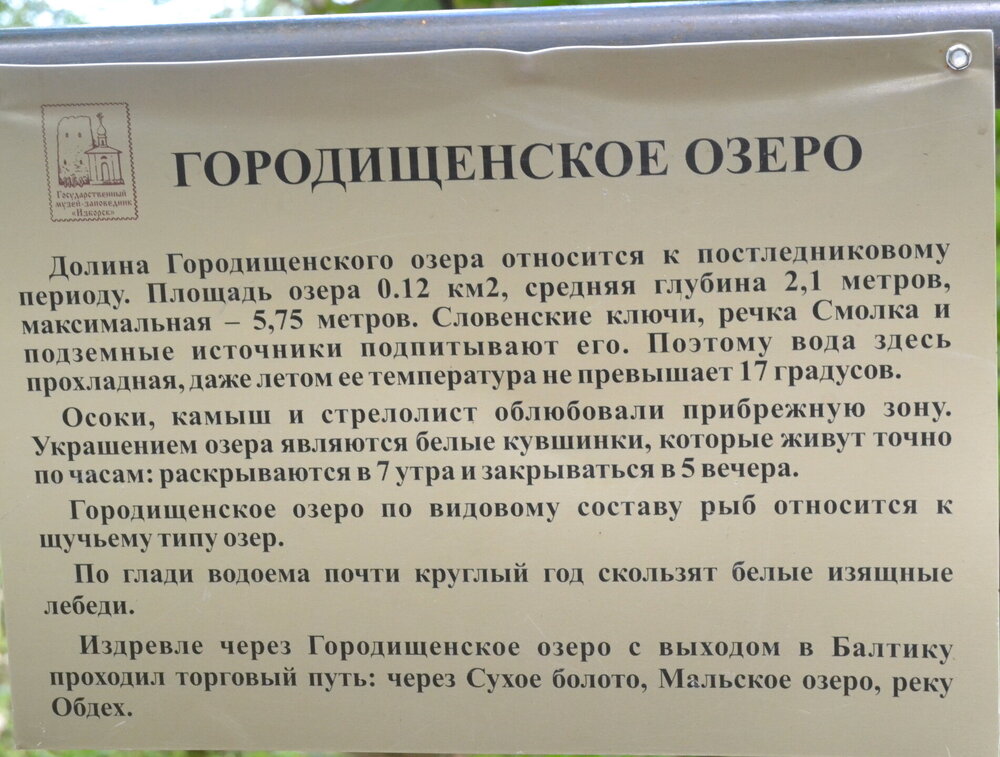 Государственный
музей-заповедник
«Изборск»
ГОРОДИЩЕНСКОЕ ОЗЕРО
Долина Городищенского озера относится к постледниковому
периоду. Площадь озера 0.12 км2, средняя глубина 2,1 метров,
максимальная – 5,75 метров. Словенские ключи, речка Смолка и
подземные источники подпитывают его. Поэтому вода здесь
прохладная, даже летом ее температура не превышает 17 градусов.
Осоки, камыш и стрелолист облюбовали прибрежную зону.
Украшением озера являются белые кувшинки, которые живут точно
по часам: раскрываются в 7 утра и закрываться в 5 вечера.
Городищенское озеро по видовому составу рыб относится к
щучьему типу озер.
По глади водоема почти круглый год скользят белые изящные
лебеди.
Издревле через Городищенское озеро с выходом в Балтику
проходил торговый путь: через Сухое болото, Мальское озеро, реку
Обдех.